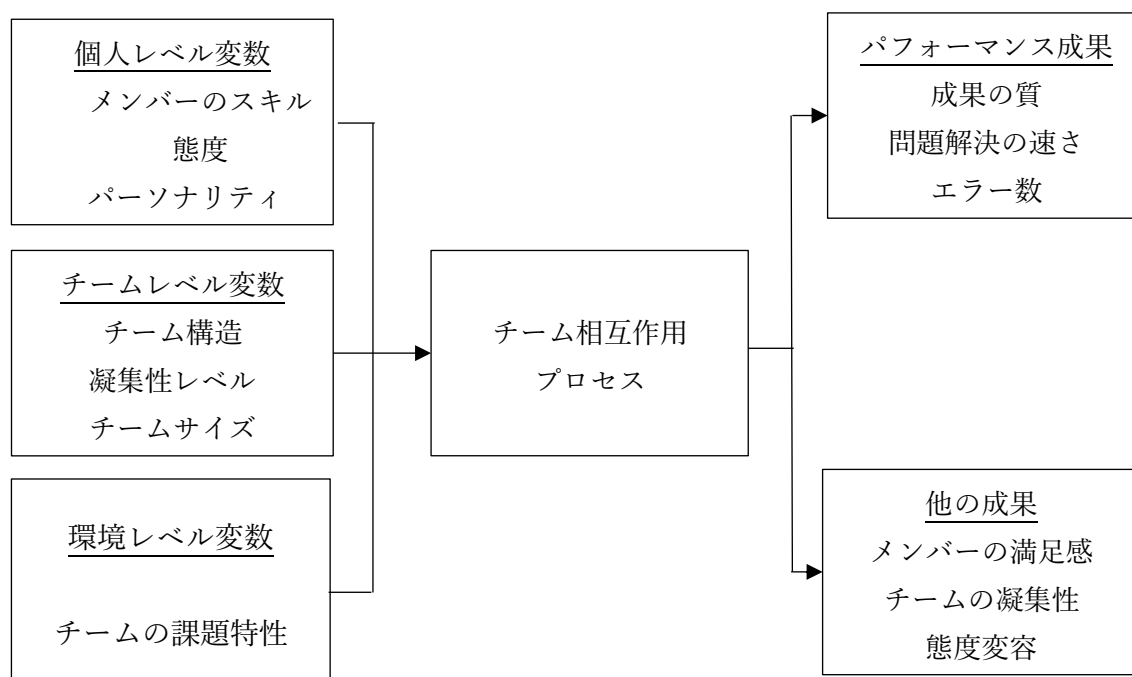 個人レベル変数
メンバーのスキル
態度
パーソナリティ
チームレベル変数
チーム構造
凝集性レベル
チームサイズ
環境レベル変数
チームの課題特性
チーム相互作用
プロセス
パフォーマンス成果
成果の質
問題解決の速さ
エラー数
他の成果
メンバーの満足感
チームの凝集性
態度変容